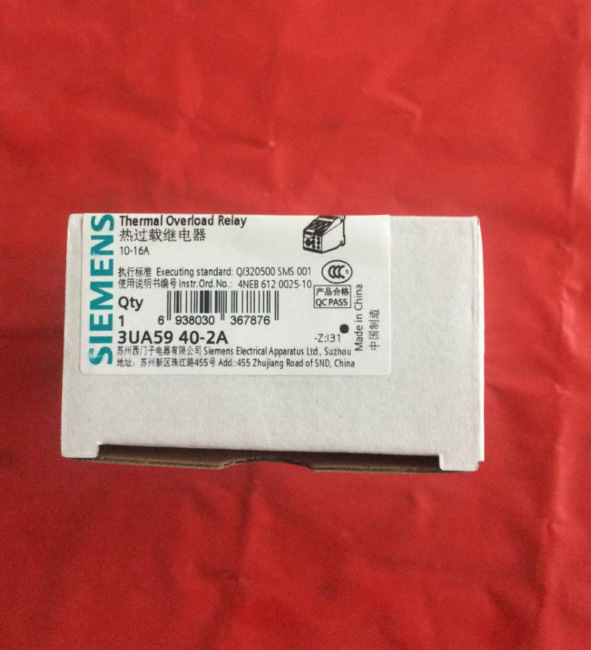 SIEMENS
Thermal Overload Relay
热过载继电器
10-16A
执行标准 Executing standard: Q/320500 SMS 001
使用说明书编号 Instr.Ord.No.: 4NEB 612 0025-10
CCC
产品合格
QC PASS
Qty
1
6 938030 367876
3UA59 40-2A
-Z:I31
Made in China
中国制造
苏州西门子电器有限公司 Siemens Electrical Apparatus Ltd., Suzhou
地址: 苏州新区珠江路455号 Add.:455 Zhujiang Road of SND, China